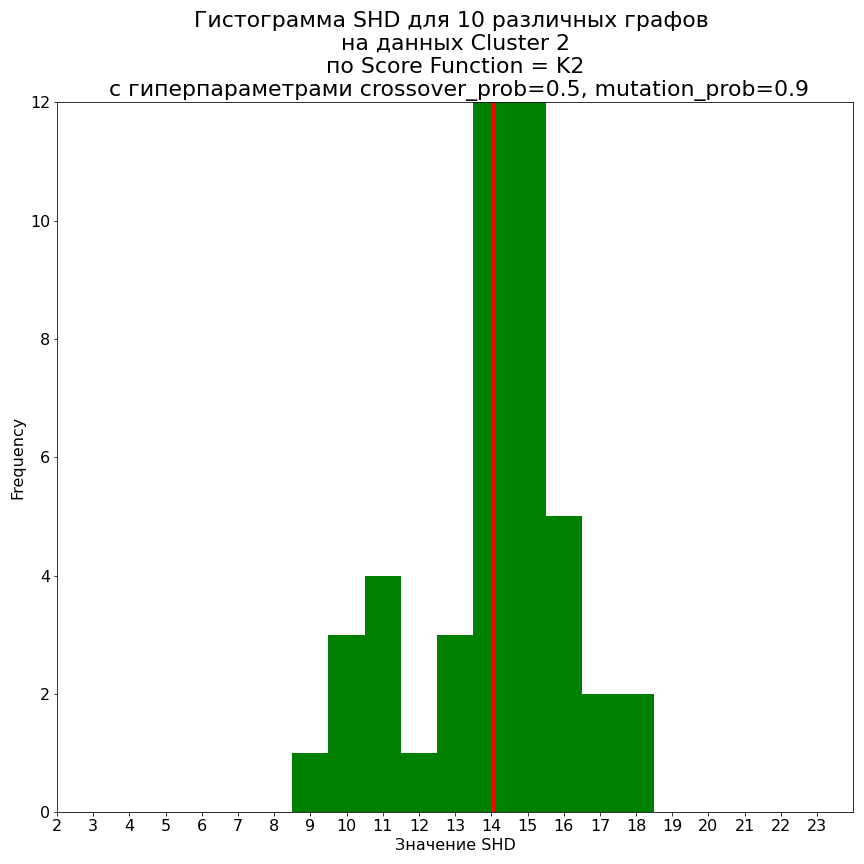 Гистограмма SHD для 10 различных графов
на данных Cluster 2
по Score Function = K2
с гиперпараметрами crossover_prob=0.5, mutation_prob=0.9
12
10
8
6
4
2
0
Frequency
2 3 4 5 6 7 8 9 10 11 12 13 14 15 16 17 18 19 20 21 22 23
Значение SHD